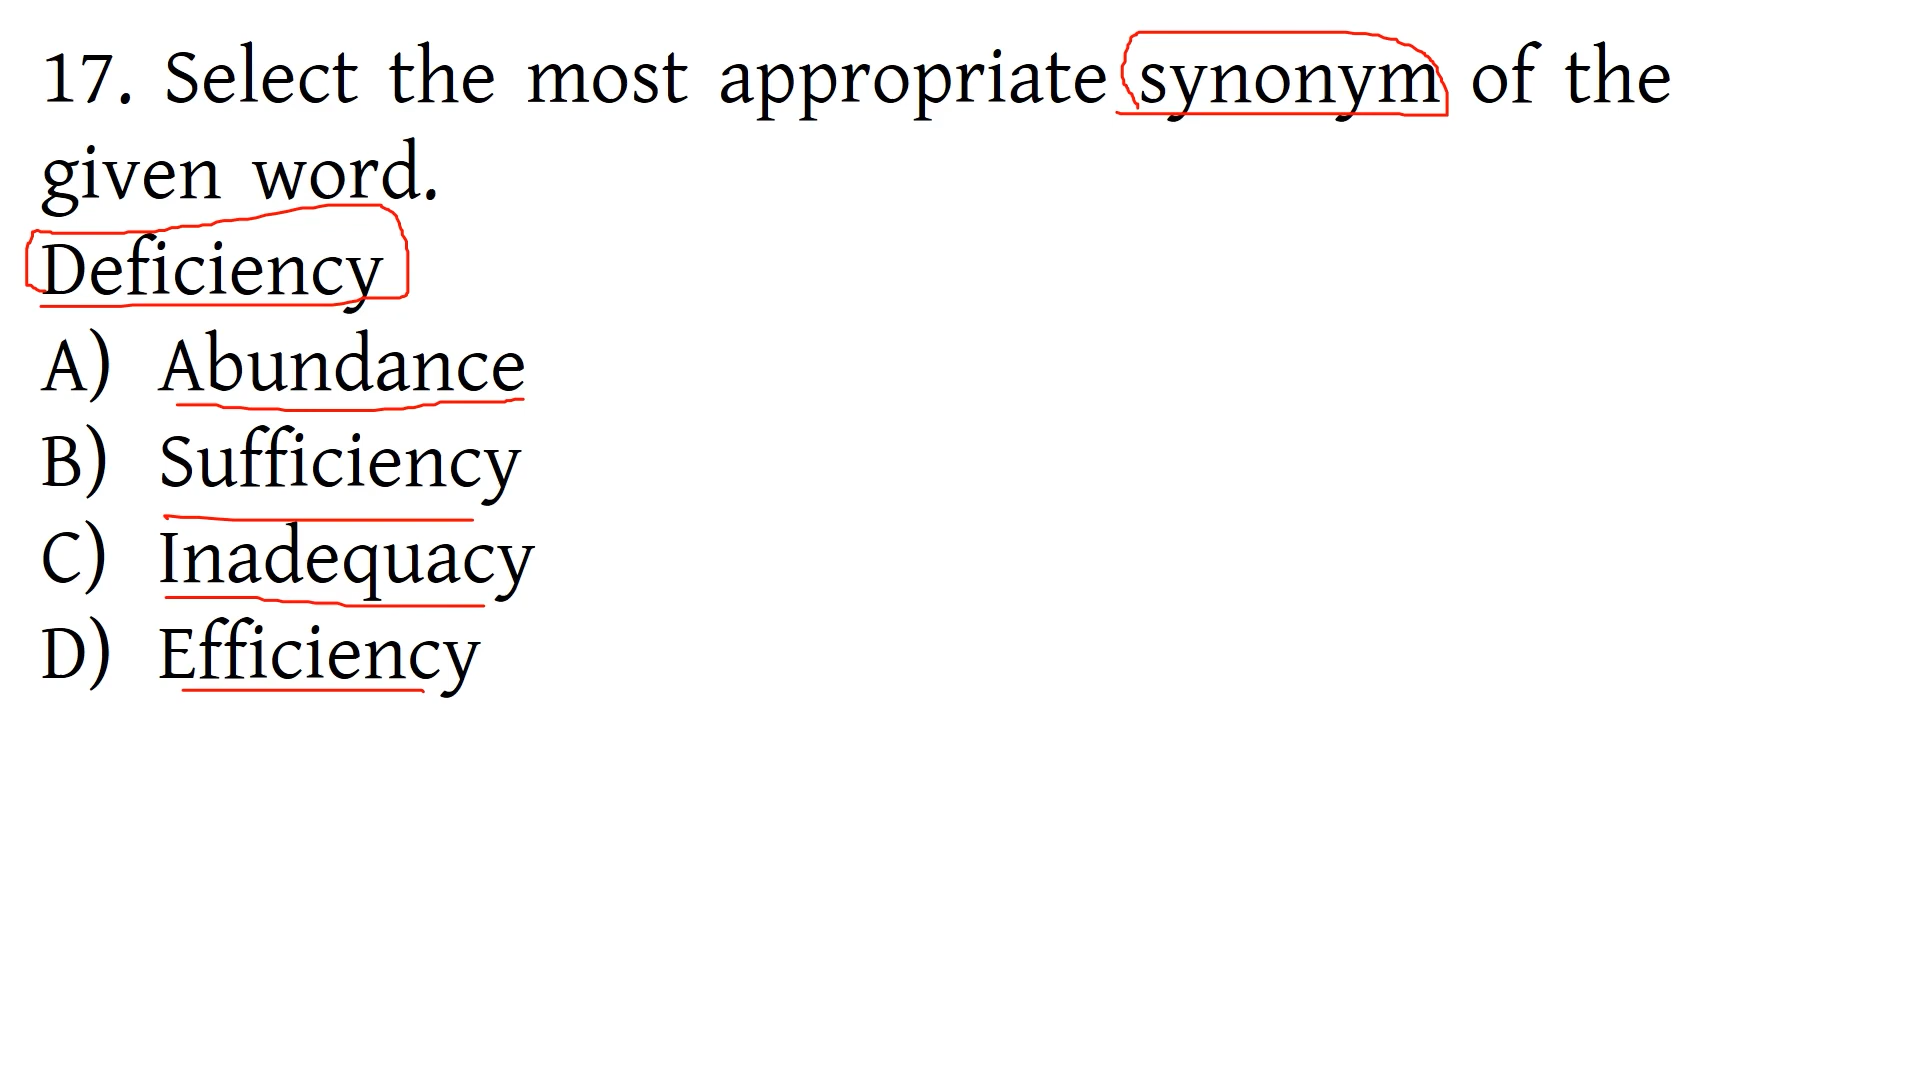 17. Select the most appropriate synonym of the
given word.
Deficiency
A) Abundance
B) Sufficiency
C) Inadequacy
D) Efficiency